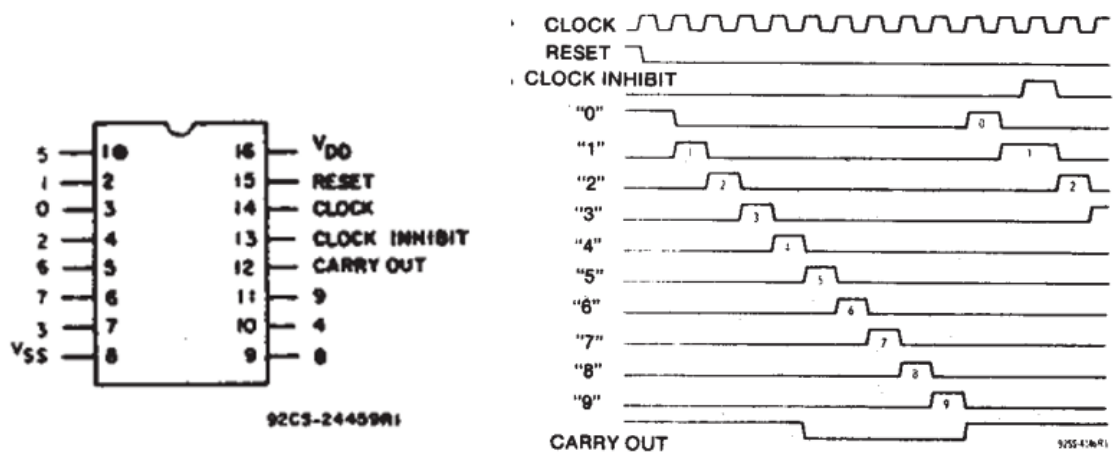 5 1 16 VDD
1 2 15 RESET
0 3 14 CLOCK
2 4 13 CLOCK INHIBIT
6 5 12 CARRY OUT
7 6 11 9
3 7 10 4
VSS 8 9 8
92CS-24459R1
CLOCK
RESET
CLOCK INHIBIT
"0" 0
"1" 1 1
"2" 2 2
"3" 3
"4" 4
"5" 5
"6" 6
"7" 7
"8" 8
"9" 9
CARRY OUT